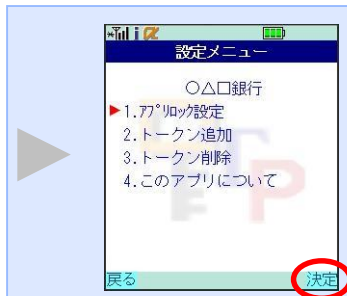 設定メニュー
○△□銀行
1.ｱﾌﾟﾘﾛｯｸ設定
2.トークン追加
3.トークン削除
4.このアプリについて
戻る 決定